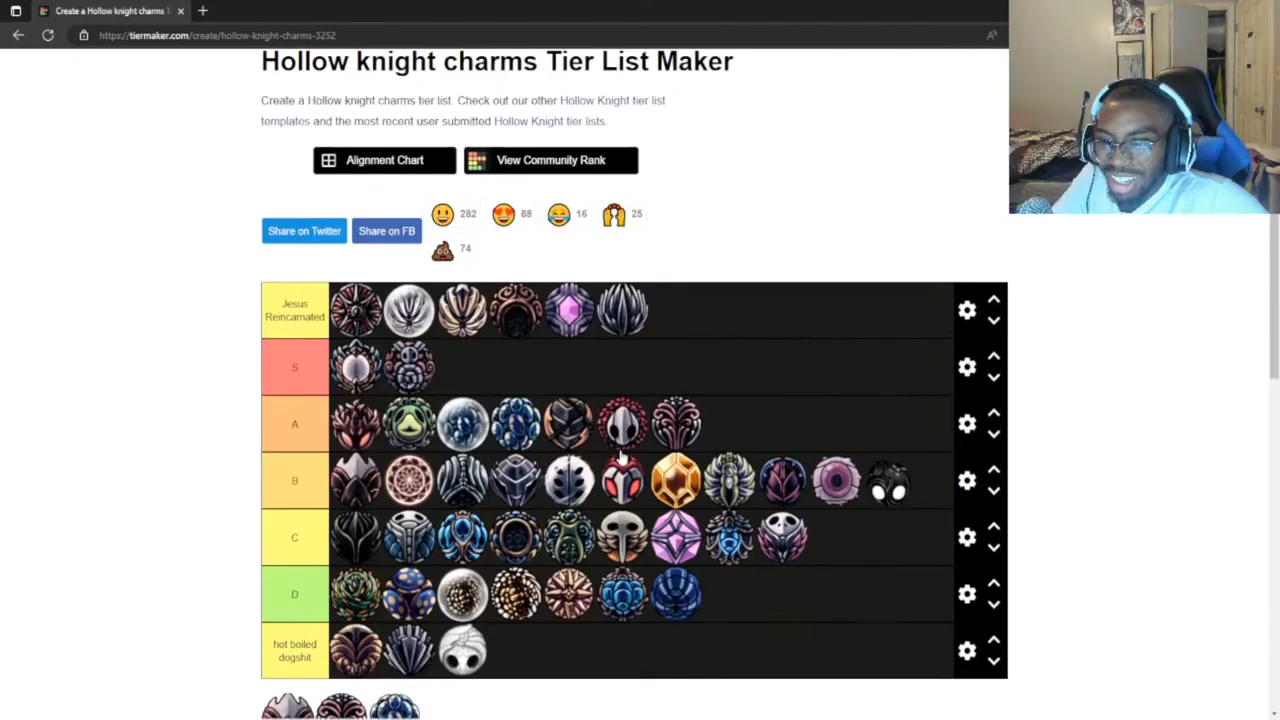 Create a Hollow knight charms T
https://tiermaker.com/create/hollow-knight-charms-3252
Hollow knight charms Tier List Maker
Create a Hollow knight charms tier list. Check out our other Hollow Knight tier list
templates and the most recent user submitted Hollow Knight tier lists.
Alignment Chart
View Community Rank
282
88
16
25
Share on Twitter
Share on FB
74
Jesus
Reincarnated
S
A
B
C
D
hot boiled
dogshit